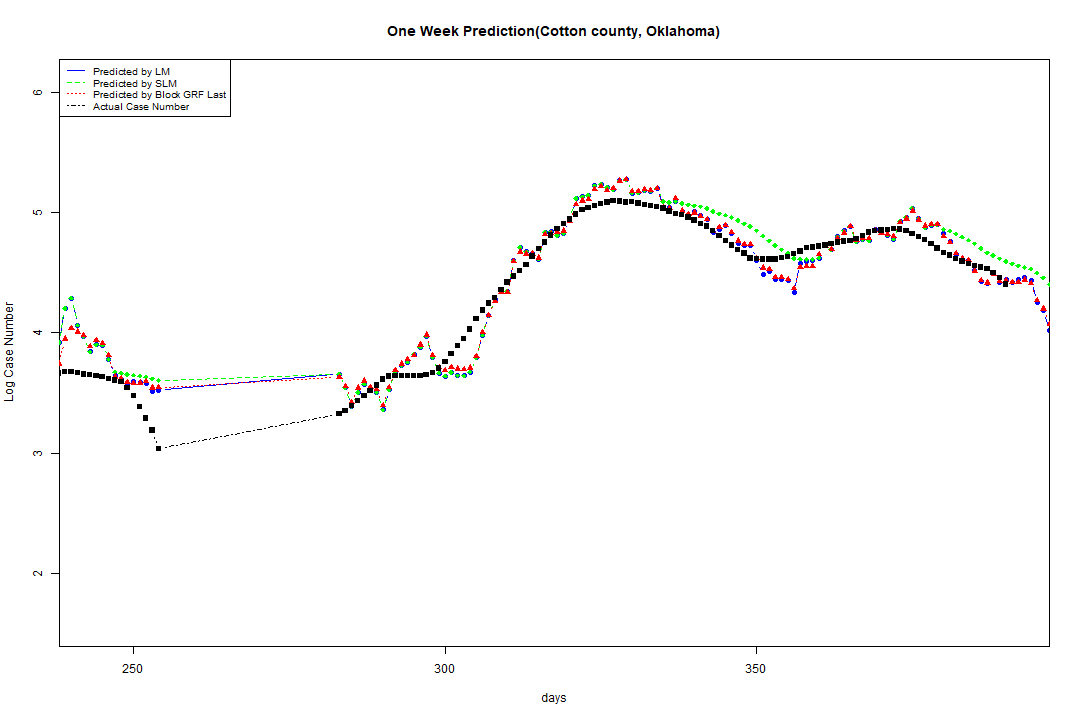 One Week Prediction(Cotton county, Oklahoma)
Predicted by LM
Predicted by SLM
Predicted by Block GRF Last
Actual Case Number
Log Case Number
6
5
4
3
2
250
300
350
days